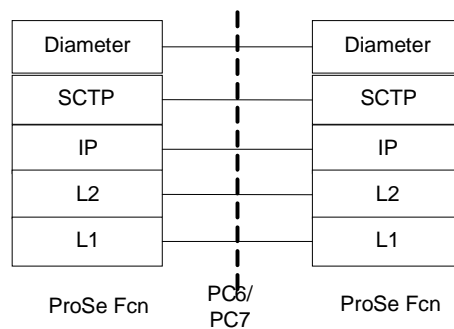 Diameter Diameter
SCTP SCTP
IP IP
L2 L2
L1 L1
ProSe Fcn PC6/ ProSe Fcn
PC7